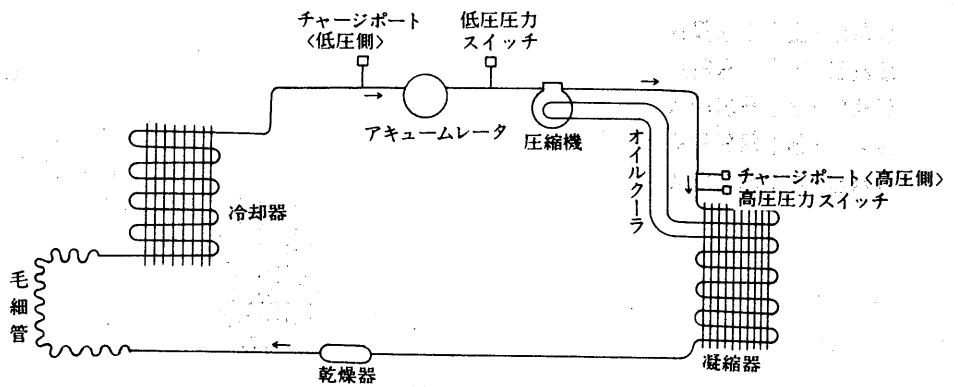 チャージポート
〈低圧側〉
低圧圧力
スイッチ
アキュームレータ
圧縮機
オイルクーラ
チャージポート〈高圧側〉
高圧圧力スイッチ
冷却器
毛細管
乾燥器
凝縮器